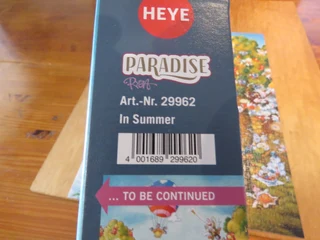 HEYE
PARADISE
Art.-Nr. 29962
In Summer
4 001689 299620
... TO BE CONTINUED